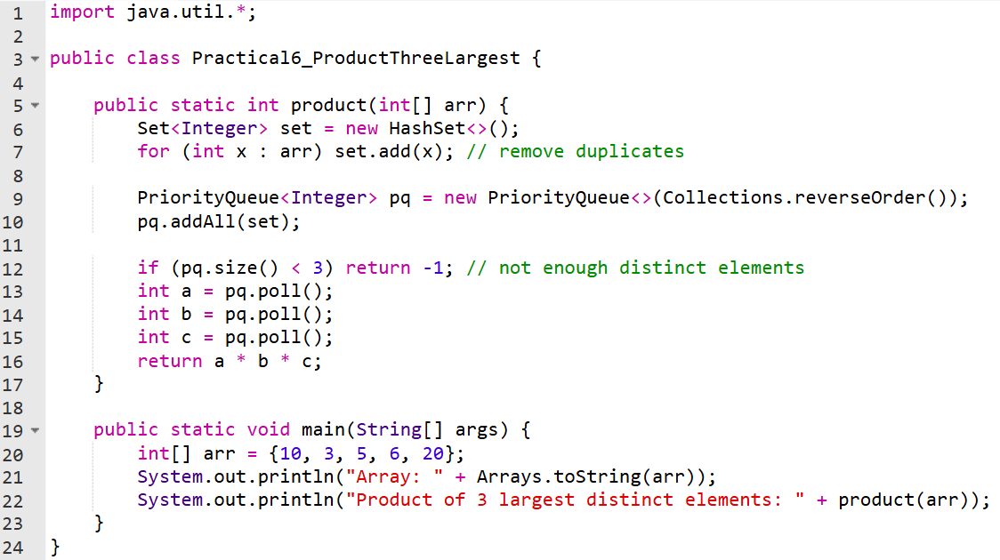 1 import java.util.*;
2
3 public class Practical6_ProductThreeLargest {
4
5     public static int product(int[] arr) {
6         Set<Integer> set = new HashSet<>();
7         for (int x : arr) set.add(x); // remove duplicates
8
9         PriorityQueue<Integer> pq = new PriorityQueue<>(Collections.reverseOrder());
10         pq.addAll(set);
11
12         if (pq.size() < 3) return -1; // not enough distinct elements
13         int a = pq.poll();
14         int b = pq.poll();
15         int c = pq.poll();
16         return a * b * c;
17     }
18
19     public static void main(String[] args) {
20         int[] arr = {10, 3, 5, 6, 20};
21         System.out.println("Array: " + Arrays.toString(arr));
22         System.out.println("Product of 3 largest distinct elements: " + product(arr));
23     }
24 }